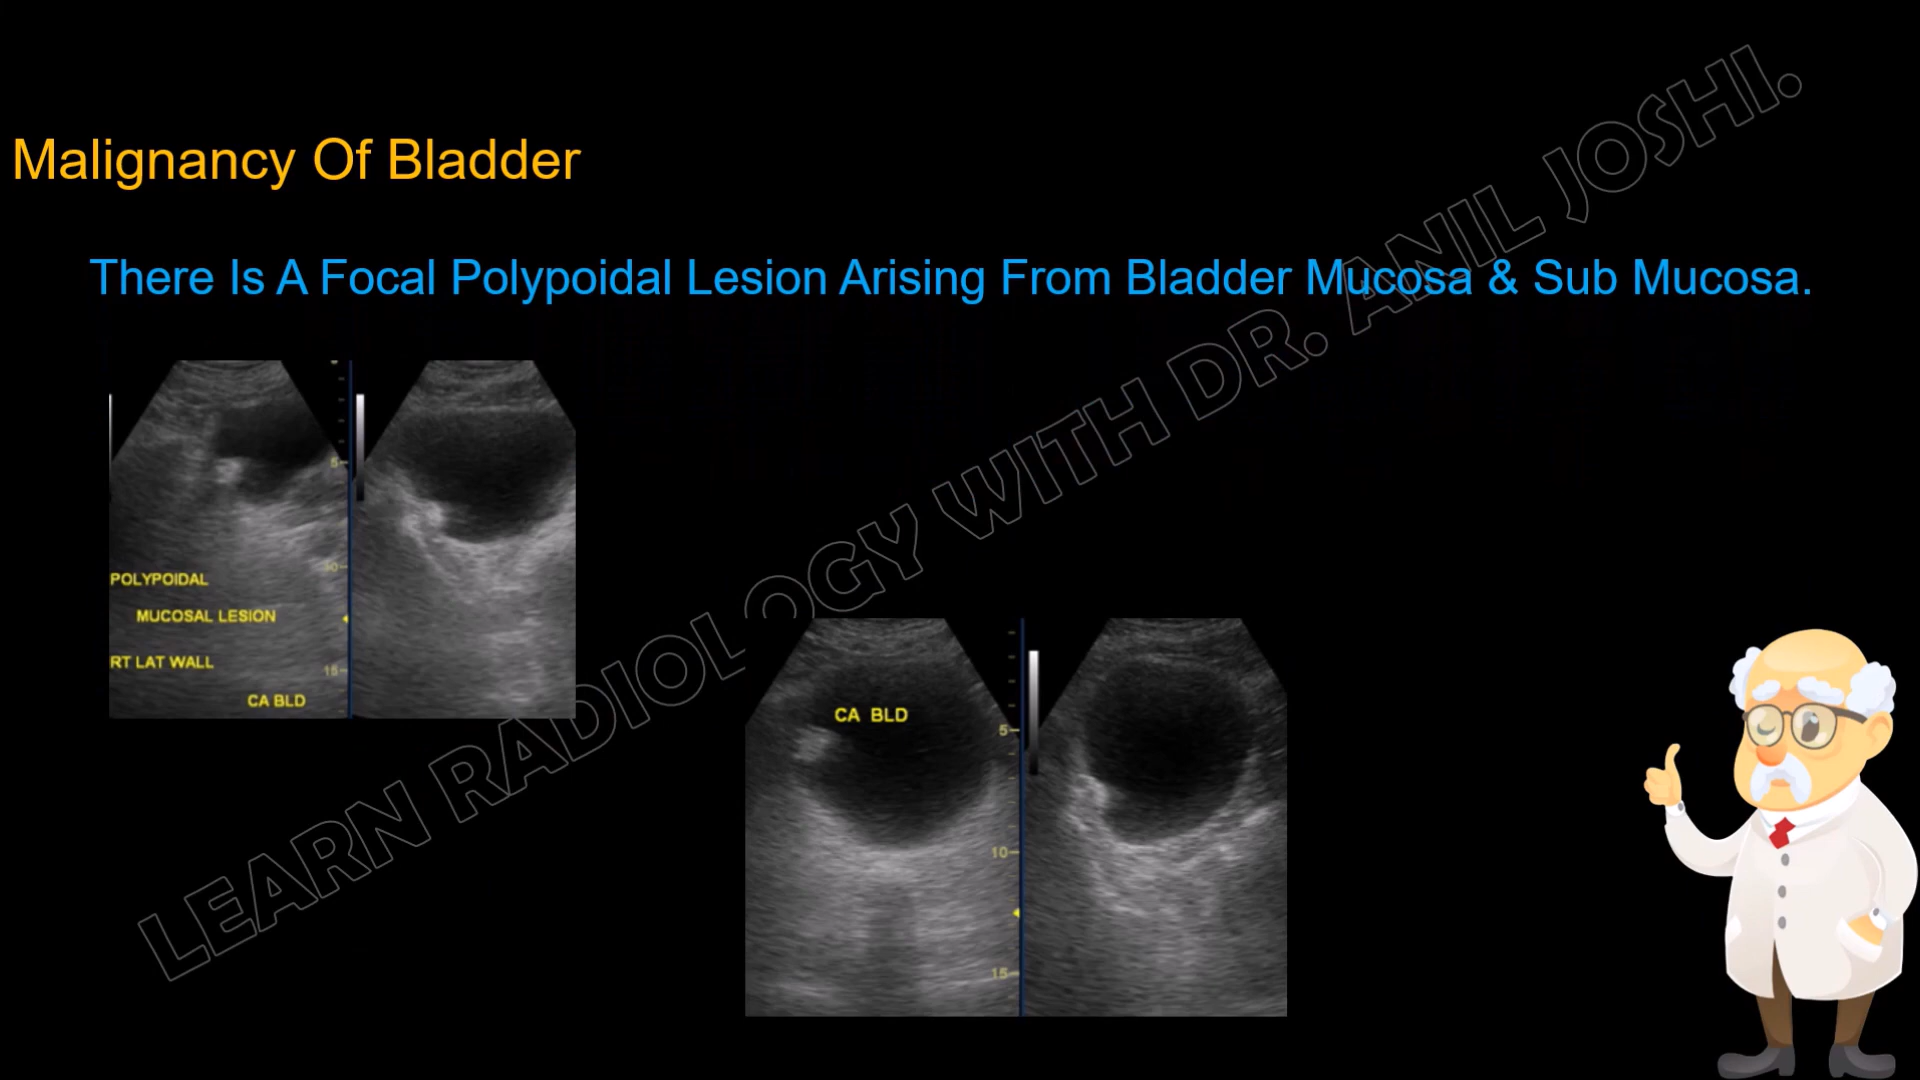 Malignancy Of Bladder
There Is A Focal Polypoidal Lesion Arising From Bladder Mucosa & Sub Mucosa.
LEARN RADIOLOGY WITH DR. ANIL JOSHI.
5
10
15
POLYPOIDAL
MUCOSAL LESION
RT LAT WALL
CA BLD
CA BLD
5
10
15